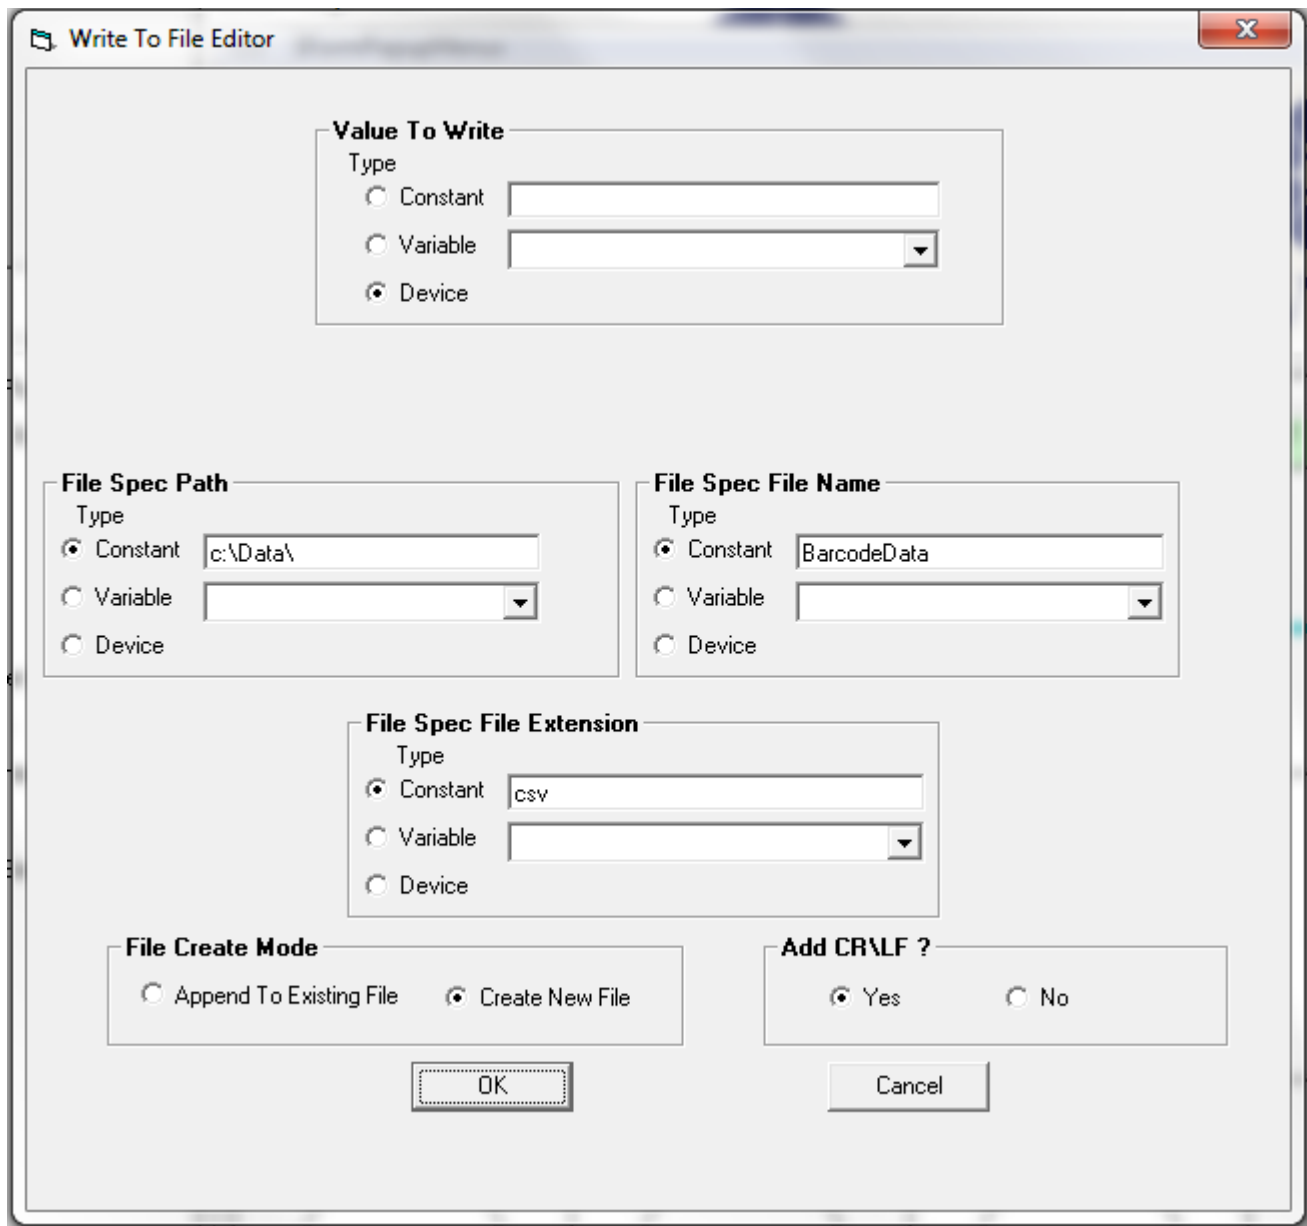 Write To File Editor
Value To Write
Type
Constant
Variable
Device
File Spec Path
Type
Constant c:\Data\
Variable
Device
File Spec File Name
Type
Constant BarcodeData
Variable
Device
File Spec File Extension
Type
Constant csv
Variable
Device
File Create Mode
Append To Existing File Create New File
Add CR\LF ?
Yes No
OK Cancel